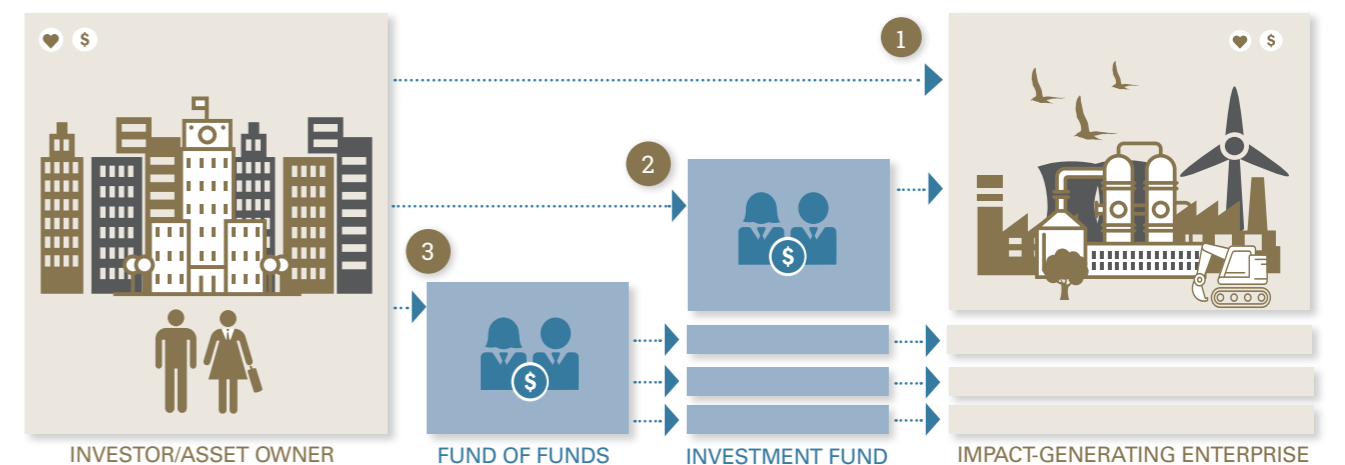 $
$
1
2
3
$
$
INVESTOR/ASSET OWNER
FUND OF FUNDS
INVESTMENT FUND
IMPACT-GENERATING ENTERPRISE